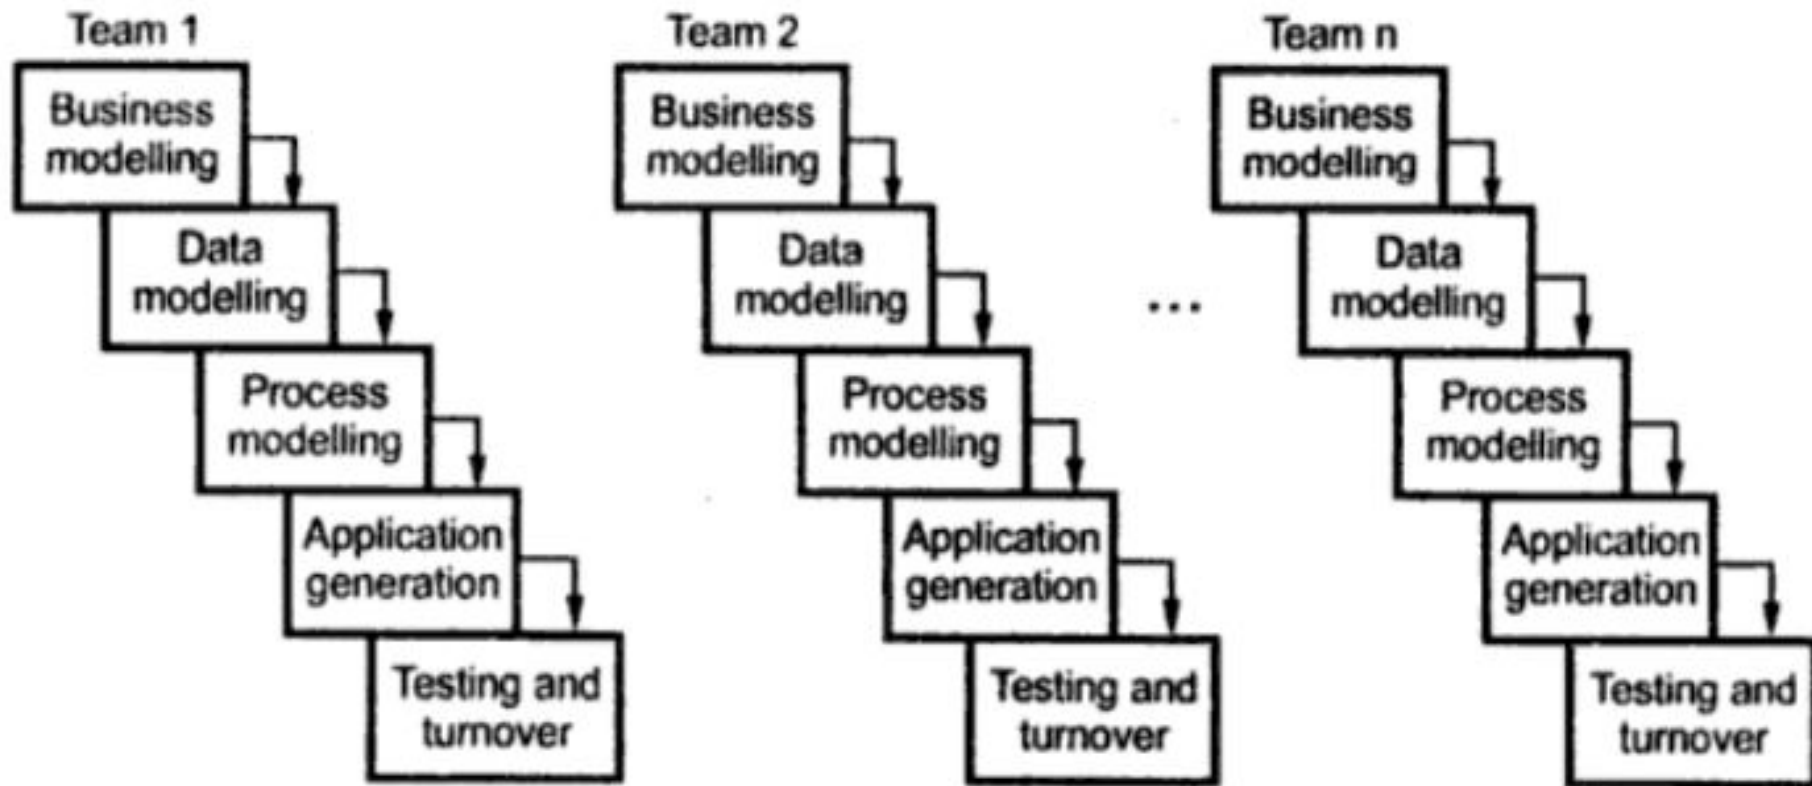 Team 1
Business
modelling
Data
modelling
Process
modelling
Application
generation
Testing and
turnover
Team 2
Business
modelling
Data
modelling
Process
modelling
Application
generation
Testing and
turnover
...
Team n
Business
modelling
Data
modelling
Process
modelling
Application
generation
Testing and
turnover